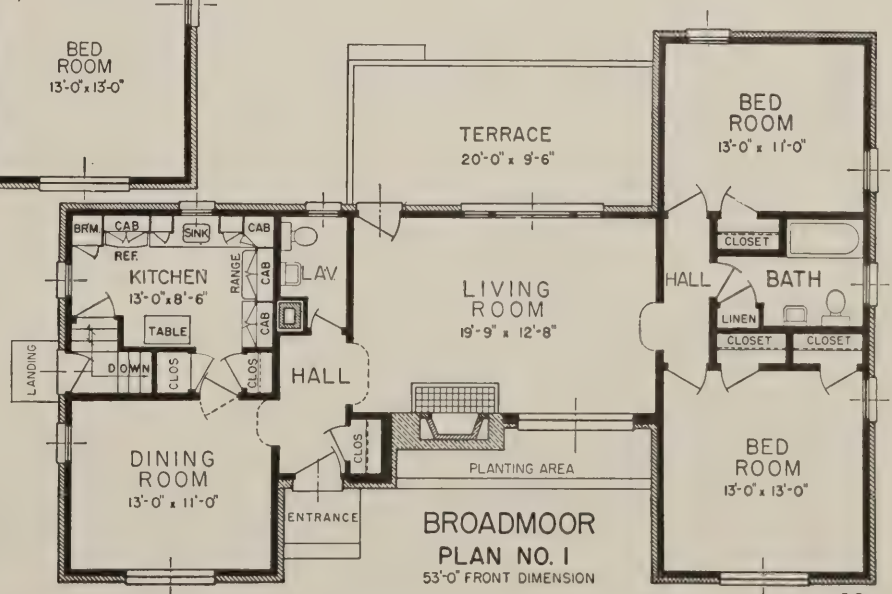 BED
ROOM
13'-0" x 13'-0"
TERRACE
20'-0" x 9'-6"
BED
ROOM
13'-0" x 11'-0"
BRM.
CAB
SINK
CAB
REF.
KITCHEN
13'-0" x 8'-6"
RANGE
CAB
CAB
TABLE
LAV.
LIVING
ROOM
19'-9" x 12'-8"
HALL
CLOSET
BATH
LINEN
CLOSET
CLOSET
LANDING
DOWN
CLOS
CLOS
HALL
CLOS
DINING
ROOM
13'-0" x 11'-0"
ENTRANCE
PLANTING AREA
BED
ROOM
13'-0" x 13'-0"
BROADMOOR
PLAN NO. 1
53'-0" FRONT DIMENSION